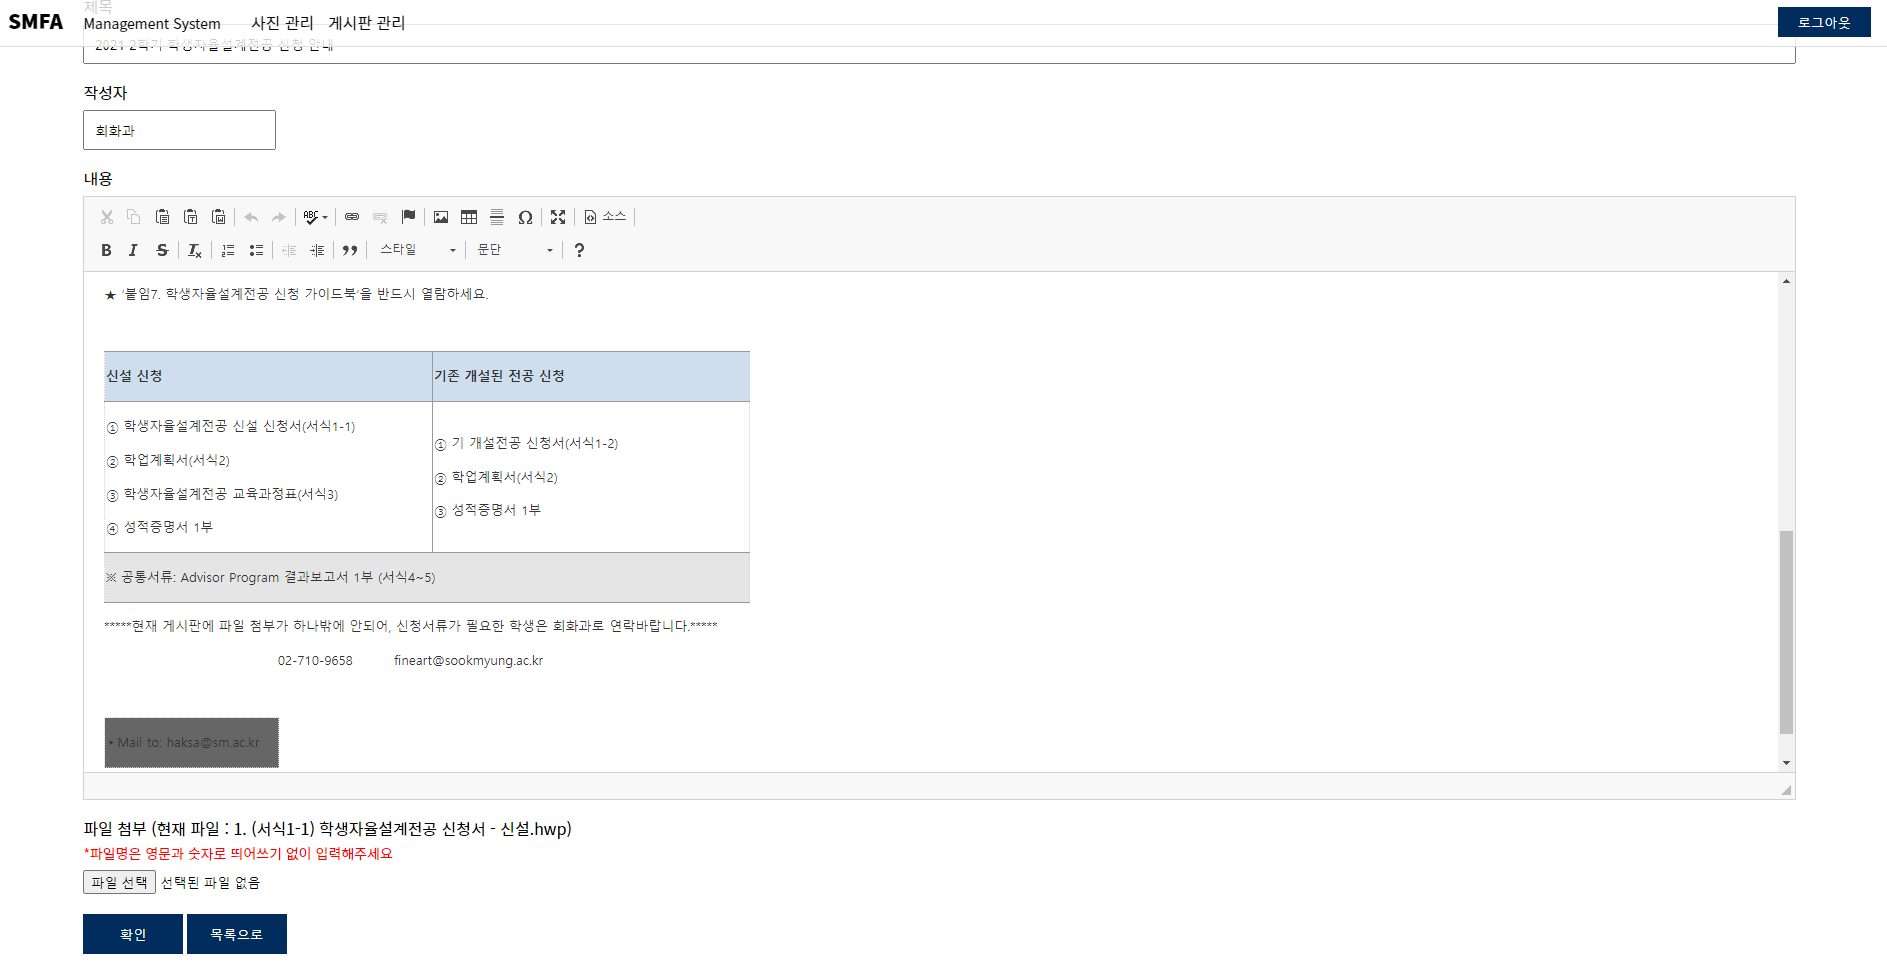 제목
SMFA
Management System 사진 관리 게시판 관리
로그아웃
2021 2학기 학생자율설계전공 신청 안내
작성자
회화과
내용
소스
스타일 문단
★ '붙임7. 학생자율설계전공 신청 가이드북'을 반드시 열람하세요.
신설 신청
기존 개설된 전공 신청
① 학생자율설계전공 신설 신청서(서식1-1)
② 학업계획서(서식2)
③ 학생자율설계전공 교육과정표(서식3)
④ 성적증명서 1부
① 기 개설전공 신청서(서식1-2)
② 학업계획서(서식2)
③ 성적증명서 1부
※ 공통서류: Advisor Program 결과보고서 1부 (서식4~5)
*****현재 게시판에 파일 첨부가 하나밖에 안되어, 신청서류가 필요한 학생은 회화과로 연락바랍니다.*****
02-710-9658 fineart@sookmyung.ac.kr
‣ Mail to: haksa@sm.ac.kr
파일 첨부 (현재 파일 : 1. (서식1-1) 학생자율설계전공 신청서 - 신설.hwp)
*파일명은 영문과 숫자로 띄어쓰기 없이 입력해주세요
파일 선택 선택된 파일 없음
확인 목록으로